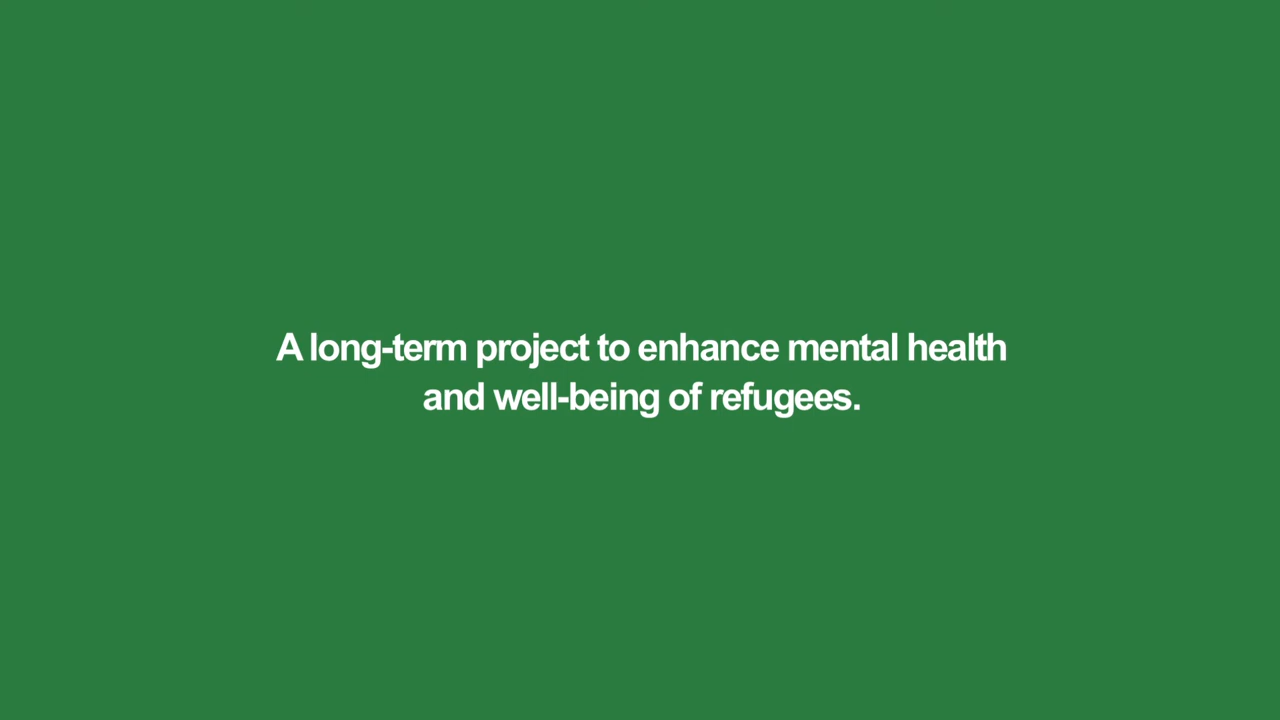 A long-term project to enhance mental health
and well-being of refugees.